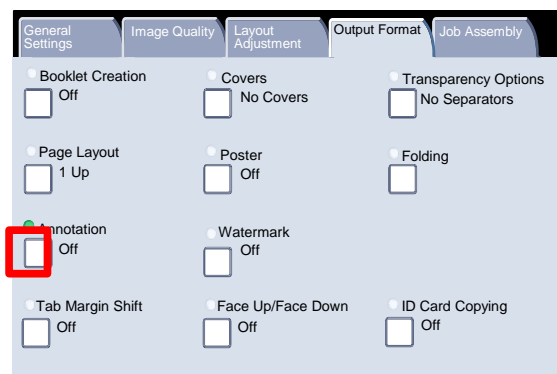 General
Settings
Image Quality
Layout
Adjustment
Output Format
Job Assembly
Booklet Creation
Off
Covers
No Covers
Transparency Options
No Separators
Page Layout
1 Up
Poster
Off
Folding
Annotation
Off
Watermark
Off
Tab Margin Shift
Off
Face Up/Face Down
Off
ID Card Copying
Off